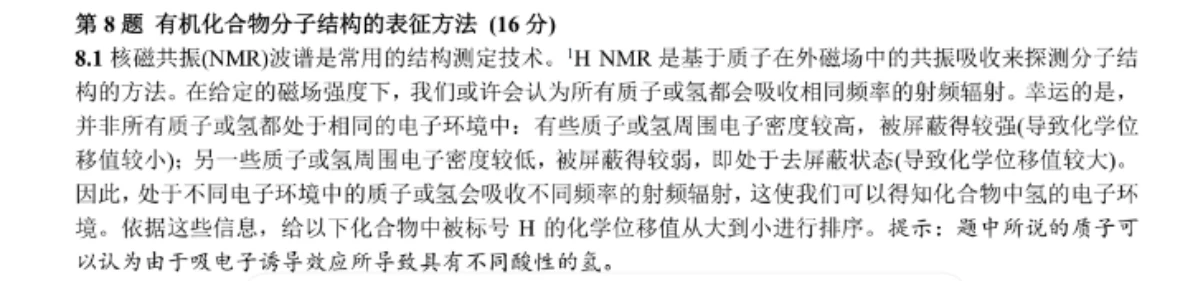 第 8 题 有机化合物分子结构的表征方法 (16 分)
8.1 核磁共振(NMR)波谱是常用的结构测定技术。¹H NMR 是基于质子在外磁场中的共振吸收来探测分子结
构的方法。在给定的磁场强度下，我们或许会认为所有质子或氢都会吸收相同频率的射频辐射。幸运的是，
并非所有质子或氢都处于相同的电子环境中：有些质子或氢周围电子密度较高，被屏蔽得较强(导致化学位
移值较小)；另一些质子或氢周围电子密度较低，被屏蔽得较弱，即处于去屏蔽状态(导致化学位移值较大)。
因此，处于不同电子环境中的质子或氢会吸收不同频率的射频辐射，这使我们可以得知化合物中氢的电子环
境。依据这些信息，给以下化合物中被标号 H 的化学位移值从大到小进行排序。提示：题中所说的质子可
以认为由于吸电子诱导效应所导致具有不同酸性的氢。